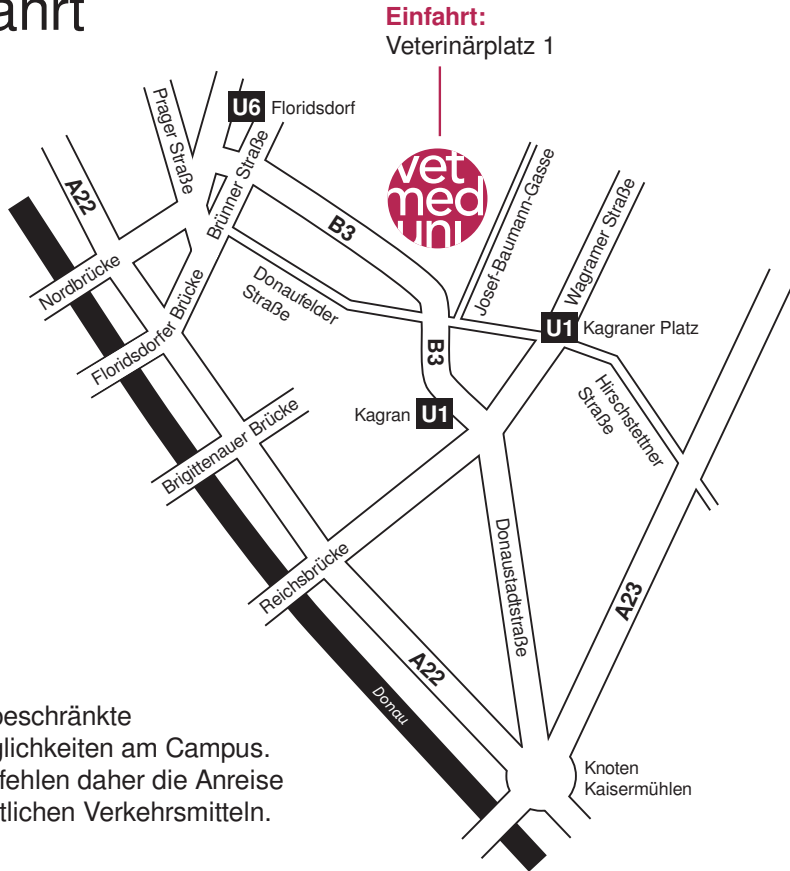 ahrt
Einfahrt:
Veterinärplatz 1
U6 Floridsdorf
Prager Straße
Brünner Straße
A22
vet
med
uni
B3
Josef-Baumann-Gasse
Wagramer Straße
Nordbrücke
Donaufelder
Straße
Floridsdorfer Brücke
B3
U1 Kagraner Platz
Hirschstettner
Straße
Kagran U1
Brigittenauer Brücke
Donaustadtstraße
Reichsbrücke
A23
A22
Donau
eschränkte
glichkeiten am Campus.
fehlen daher die Anreise
tlichen Verkehrsmitteln.
Knoten
Kaisermühlen